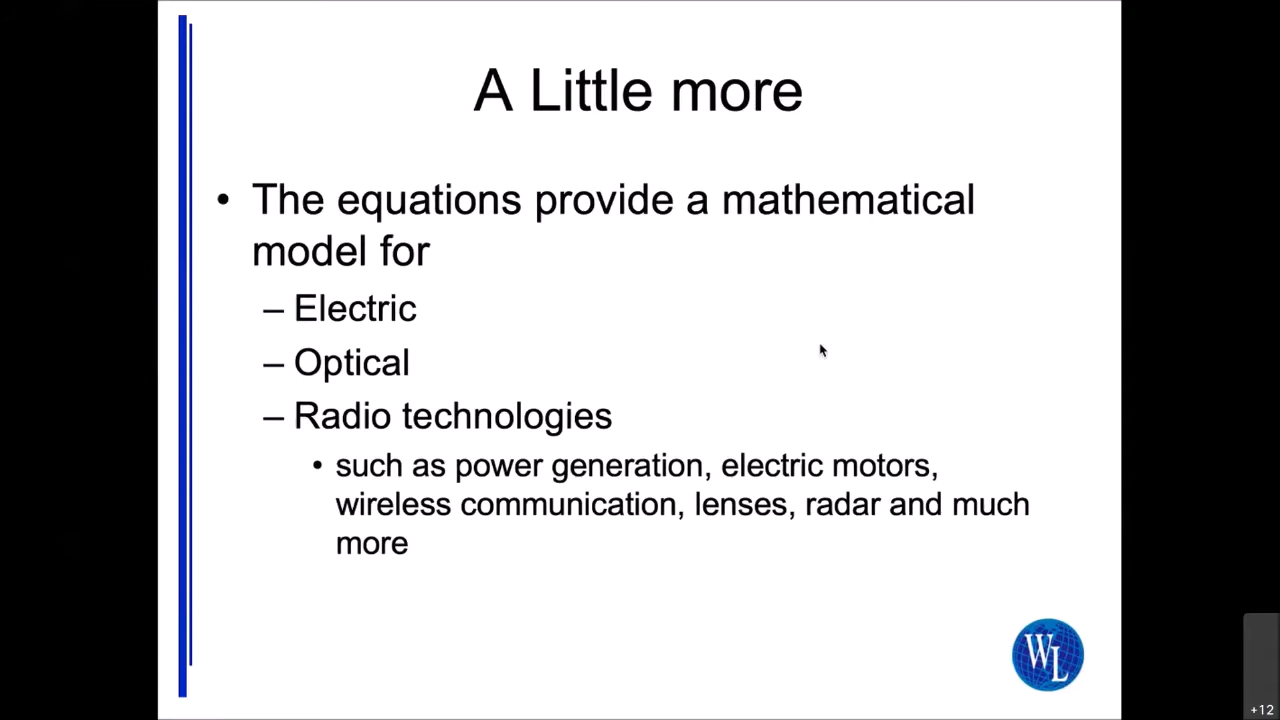 A Little more
• The equations provide a mathematical
model for
– Electric
– Optical
– Radio technologies
• such as power generation, electric motors,
wireless communication, lenses, radar and much
more
WL
+12